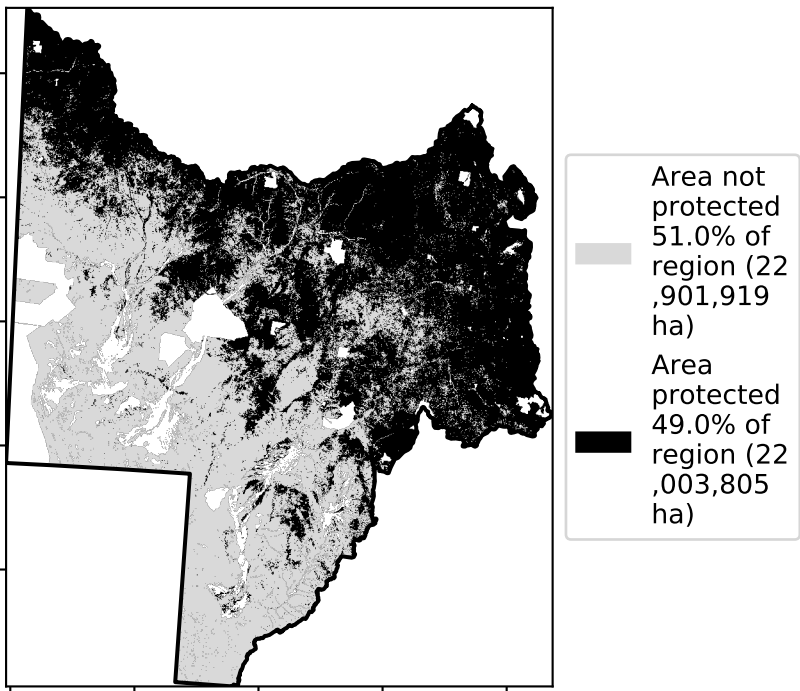 Area not
protected
51.0% of
region (22
,901,919
ha)
Area
protected
49.0% of
region (22
,003,805
ha)